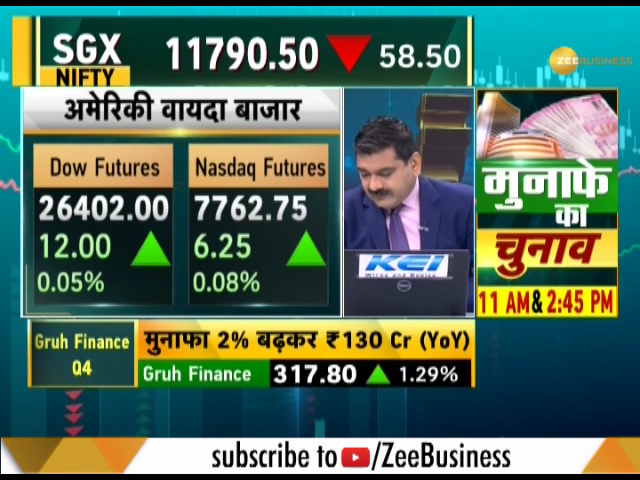 SGX
NIFTY
11790.50
58.50
ZEEBUSINESS
अमेरिकी वायदा बाजार
Dow Futures
26402.00
12.00
0.05%
Nasdaq Futures
7762.75
6.25
0.08%
KEI
Wires and Cables
DELL
मुनाफे
का
चुनाव
11 AM & 2:45 PM
Gruh Finance
Q4
मुनाफा 2% बढ़कर ₹130 Cr (YoY)
Gruh Finance 317.80 1.29%
subscribe to /ZeeBusiness